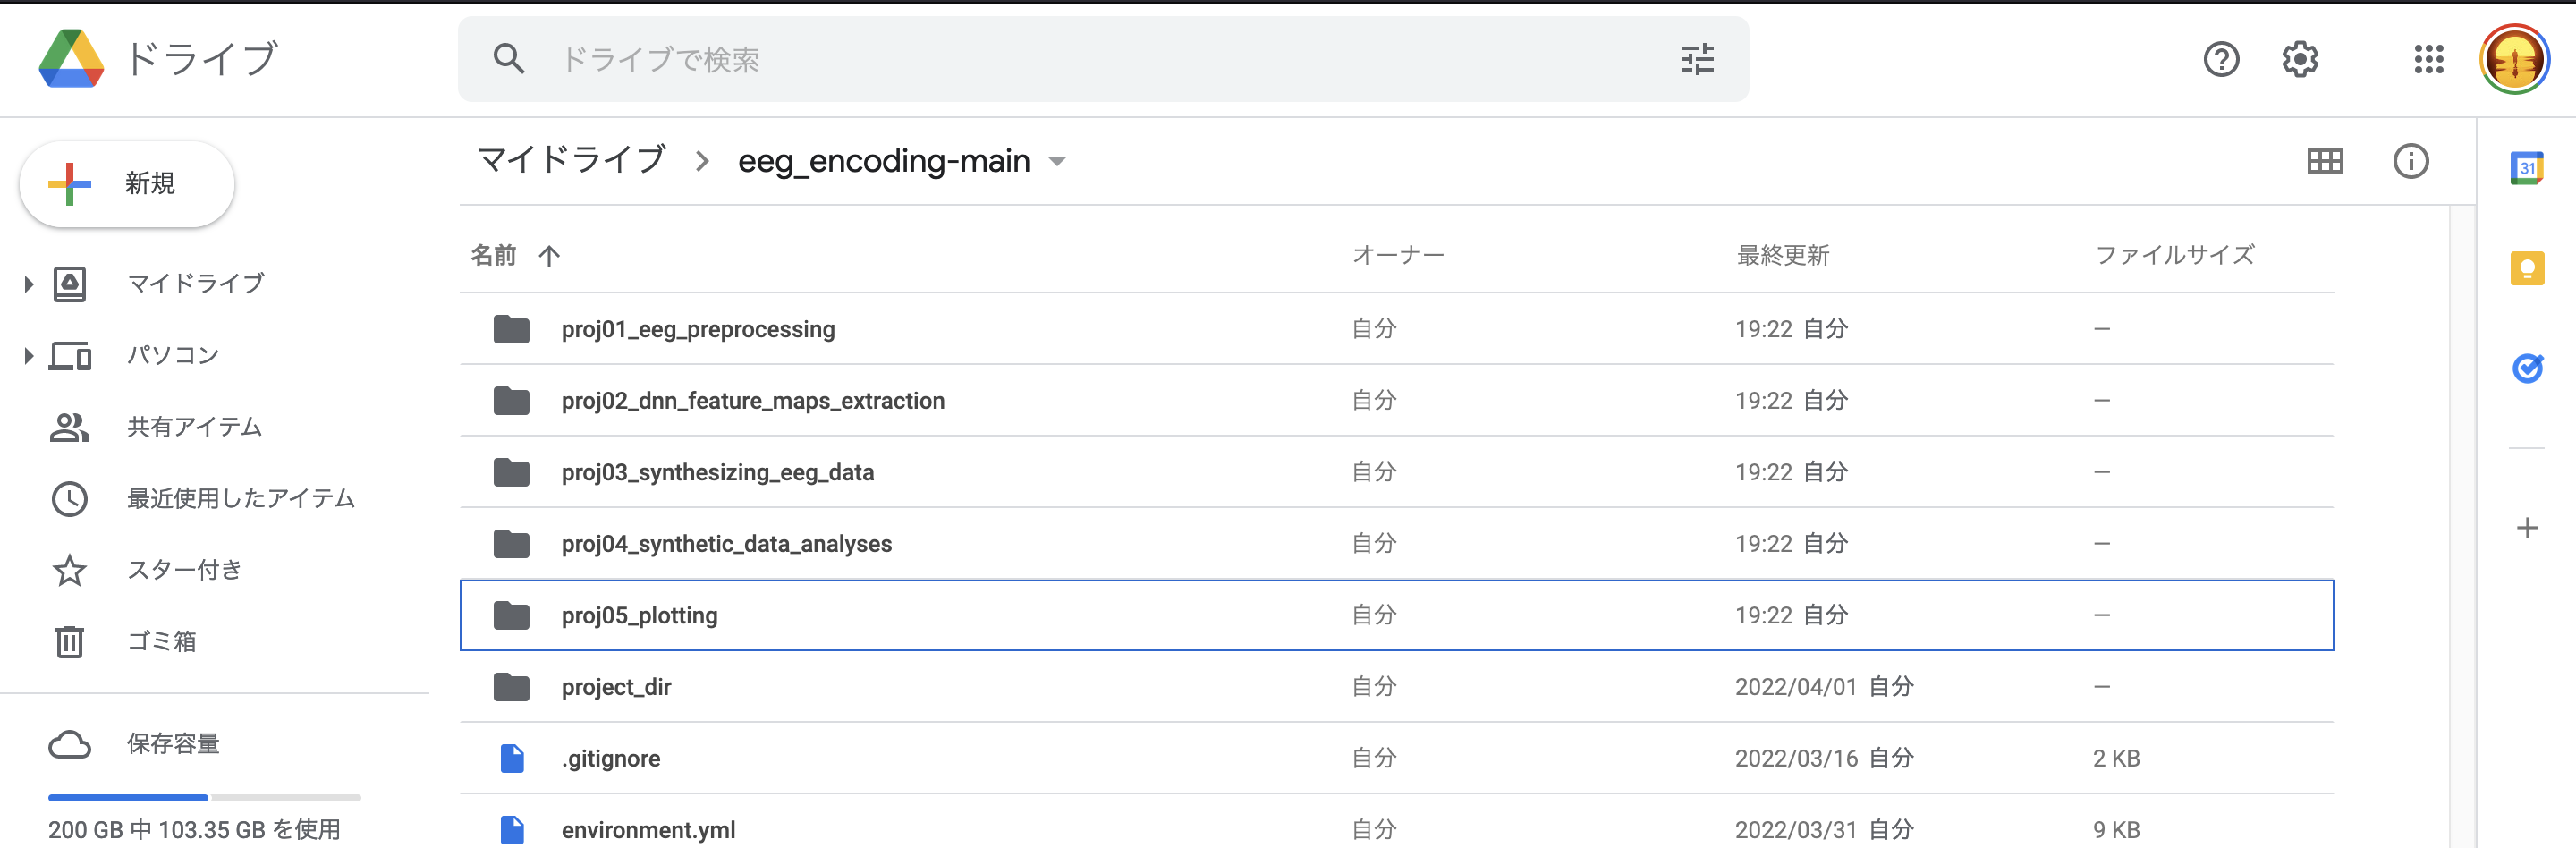 ドライブ
ドライブで検索
新規
マイドライブ
パソコン
共有アイテム
最近使用したアイテム
スター付き
ゴミ箱
保存容量
200 GB 中 103.35 GB を使用
マイドライブ > eeg_encoding-main
名前 オーナー 最終更新 ファイルサイズ
proj01_eeg_preprocessing 自分 19:22 自分 —
proj02_dnn_feature_maps_extraction 自分 19:22 自分 —
proj03_synthesizing_eeg_data 自分 19:22 自分 —
proj04_synthetic_data_analyses 自分 19:22 自分 —
proj05_plotting 自分 19:22 自分 —
project_dir 自分 2022/04/01 自分 —
.gitignore 自分 2022/03/16 自分 2 KB
environment.yml 自分 2022/03/31 自分 9 KB
31